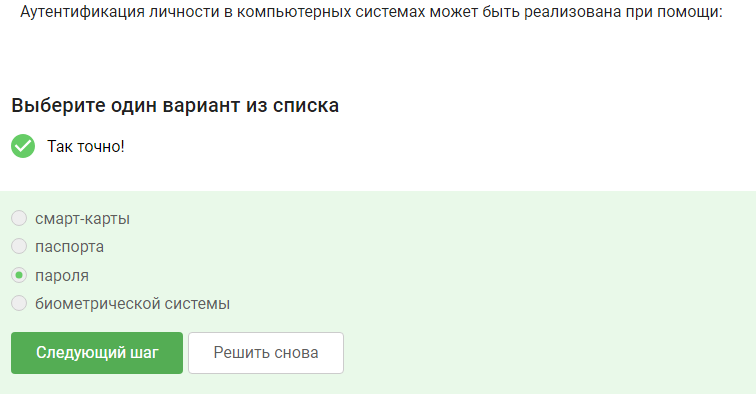 Аутентификация личности в компьютерных системах может быть реализована при помощи:
Выберите один вариант из списка
Так точно!
смарт-карты
паспорта
пароля
биометрической системы
Следующий шаг
Решить снова